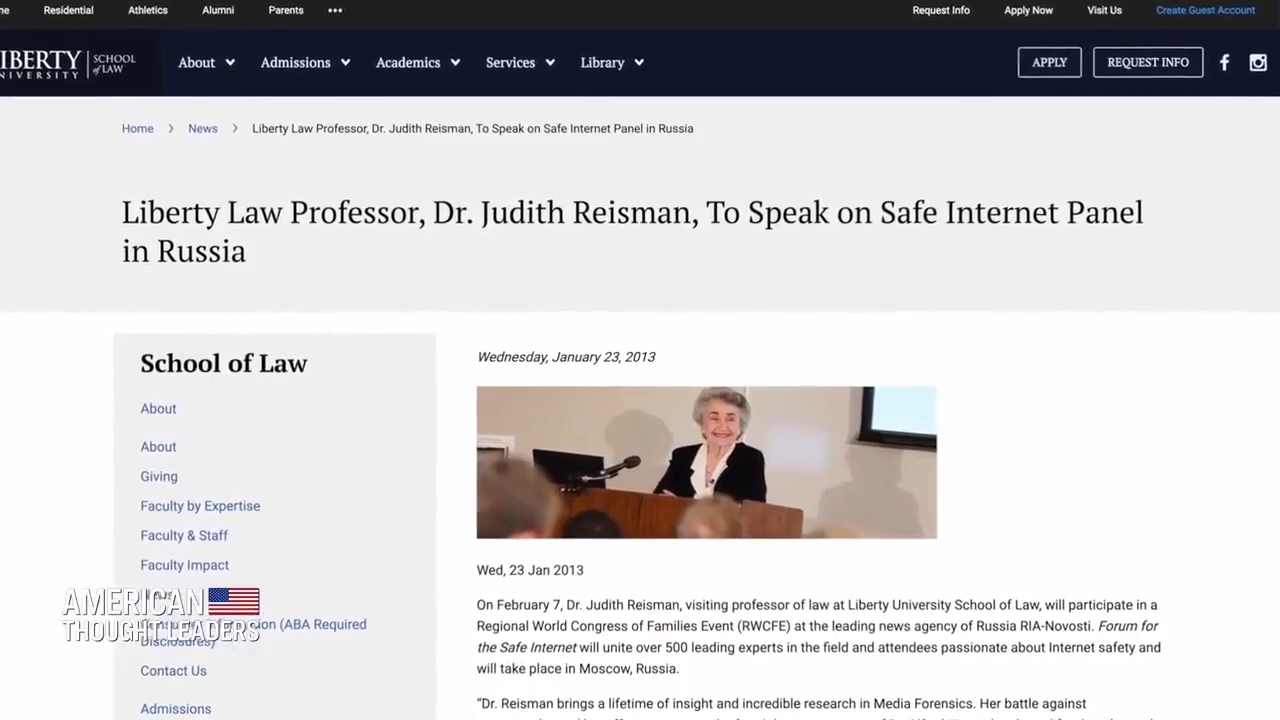 Residential Athletics Alumni Parents ••• Request Info Apply Now Visit Us Create Guest Account
SCHOOL
of LAW
About Admissions Academics Services Library APPLY REQUEST INFO
Home News Liberty Law Professor, Dr. Judith Reisman, To Speak on Safe Internet Panel in Russia
Liberty Law Professor, Dr. Judith Reisman, To Speak on Safe Internet Panel
in Russia
School of Law
About
About
Giving
Faculty by Expertise
Faculty & Staff
Faculty Impact
(ABA Required
Disclosures)
Contact Us
Admissions
AMERICAN
THOUGHT LEADERS
Wednesday, January 23, 2013
Wed, 23 Jan 2013
On February 7, Dr. Judith Reisman, visiting professor of law at Liberty University School of Law, will participate in a
Regional World Congress of Families Event (RWCFE) at the leading news agency of Russia RIA-Novosti. Forum for
the Safe Internet will unite over 500 leading experts in the field and attendees passionate about Internet safety and
will take place in Moscow, Russia.
“Dr. Reisman brings a lifetime of insight and incredible research in Media Forensics. Her battle against